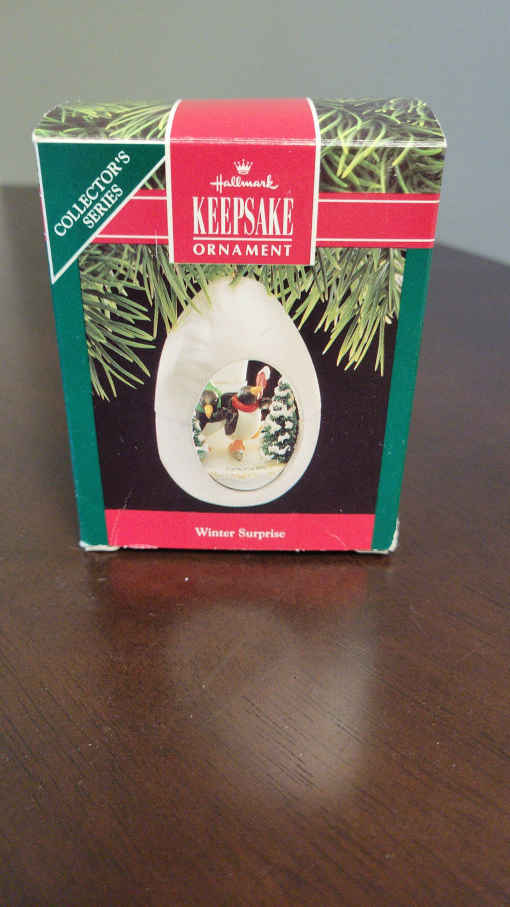 COLLECTOR'S
SERIES
Hallmark
KEEPSAKE
ORNAMENT
Winter Surprise